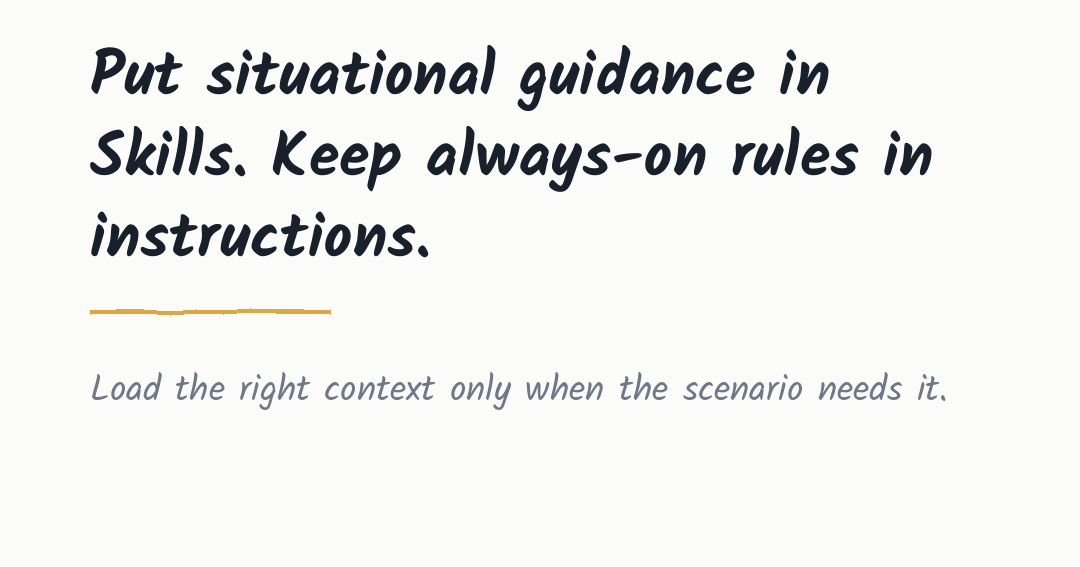 Put situational guidance in
Skills. Keep always-on rules in
instructions.
Load the right context only when the scenario needs it.